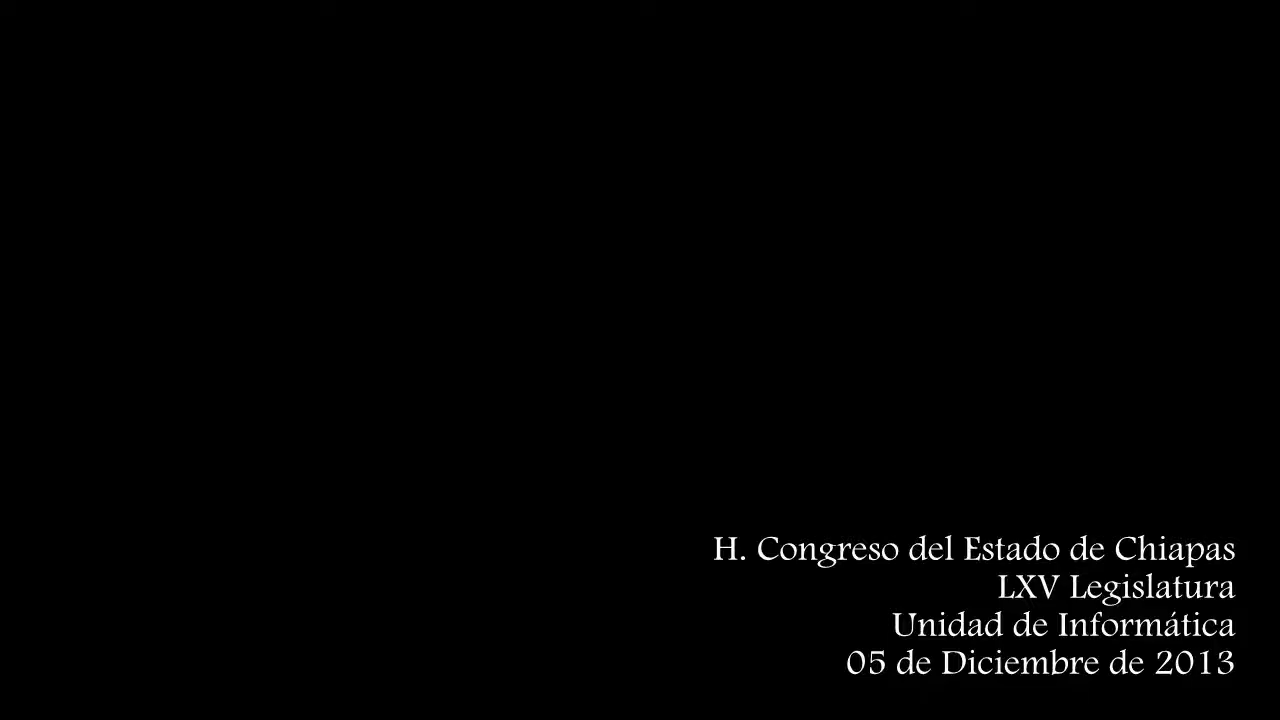 H. Congreso del Estado de Chiapas
LXV Legislatura
Unidad de Informática
05 de Diciembre de 2013